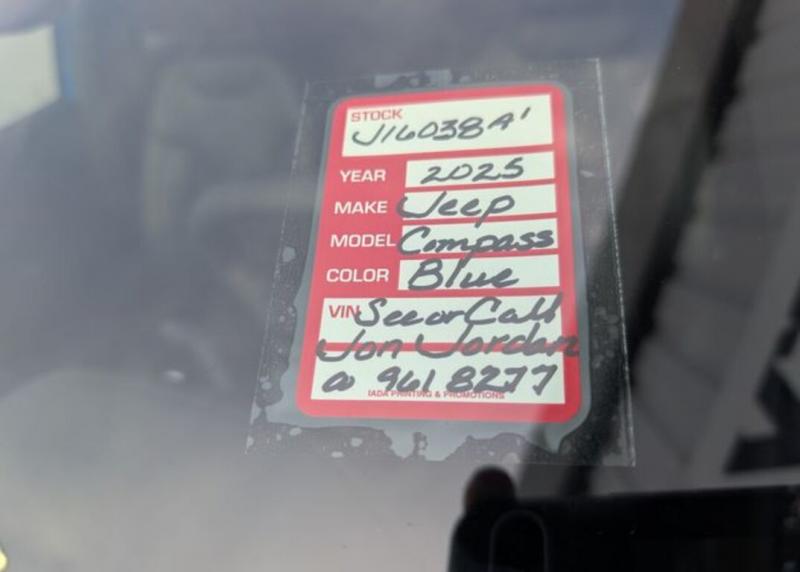 STOCK
J16038A'
YEAR 2025
MAKE Jeep
MODEL Compass
COLOR Blue
VIN See or Call
Jon Jordan
@ 961 8277
IADA PRINTING & PROMOTIONS